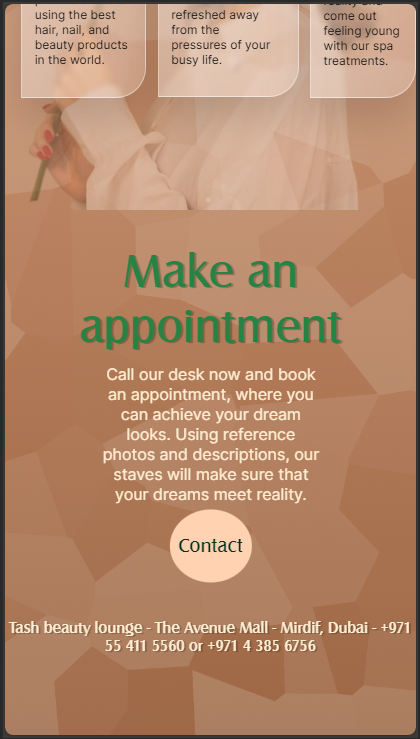 using the best
hair, nail, and
beauty products
in the world.
refreshed away
from the
pressures of your
busy life.
come out
feeling young
with our spa
treatments.
Make an
appointment
Call our desk now and book
an appointment, where you
can achieve your dream
looks. Using reference
photos and descriptions, our
staves will make sure that
your dreams meet reality.
Contact
Tash beauty lounge - The Avenue Mall - Mirdif, Dubai - +971
55 411 5560 or +971 4 385 6756